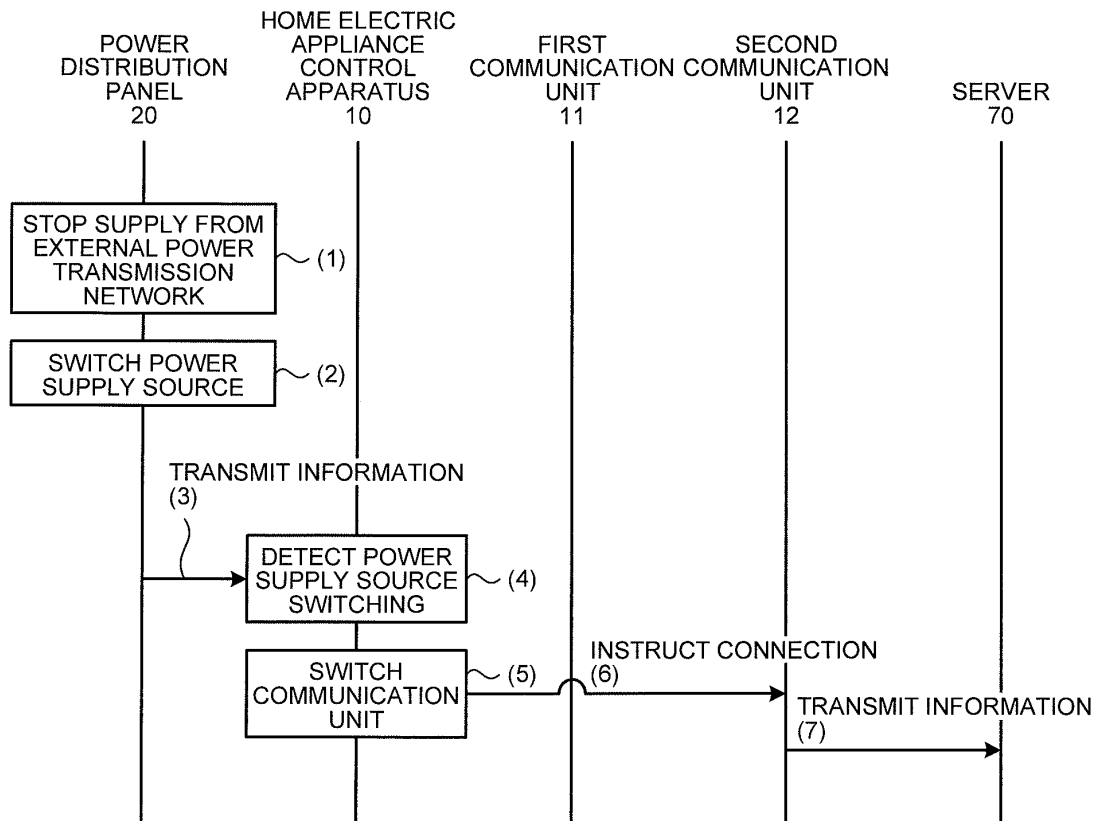 POWER
DISTRIBUTION
PANEL
20
HOME ELECTRIC
APPLIANCE
CONTROL
APPARATUS
10
FIRST
COMMUNICATION
UNIT
11
SECOND
COMMUNICATION
UNIT
12
SERVER
70
STOP SUPPLY FROM
EXTERNAL POWER
TRANSMISSION
NETWORK
(1)
SWITCH POWER
SUPPLY SOURCE
(2)
TRANSMIT INFORMATION
(3)
DETECT POWER
SUPPLY SOURCE
SWITCHING
(4)
SWITCH
COMMUNICATION
UNIT
(5)
INSTRUCT CONNECTION
(6)
TRANSMIT INFORMATION
(7)